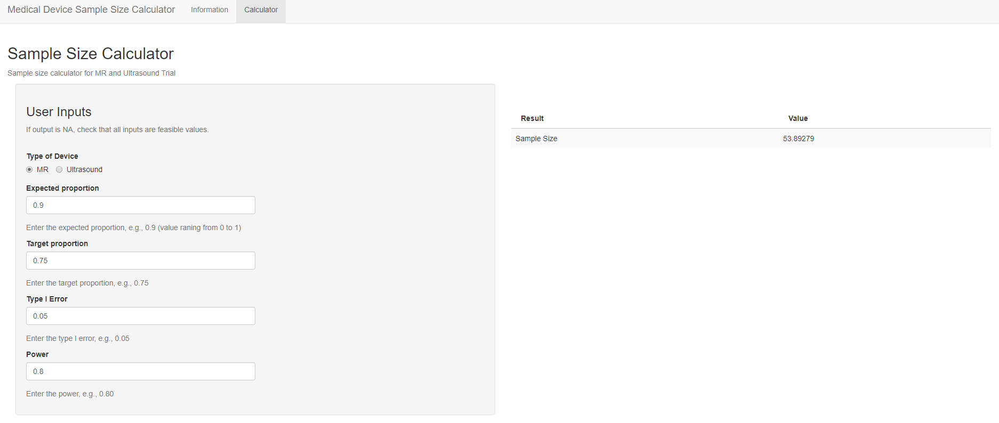 Medical Device Sample Size Calculator Information Calculator
Sample Size Calculator
Sample size calculator for MR and Ultrasound Trial
User Inputs
If output is NA, check that all inputs are feasible values.
Type of Device
MR Ultrasound
Expected proportion
0.9
Enter the expected proportion, e.g., 0.9 (value raning from 0 to 1)
Target proportion
0.75
Enter the target proportion, e.g., 0.75
Type I Error
0.05
Enter the type I error, e.g., 0.05
Power
0.8
Enter the power, e.g., 0.80
Result Value
Sample Size 53.89279